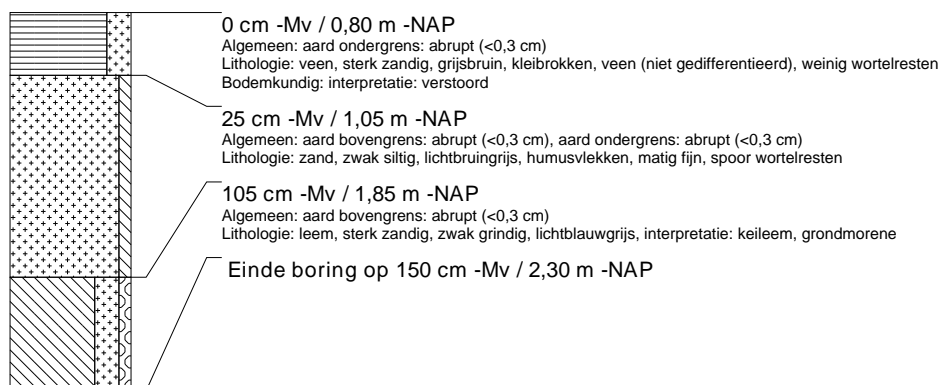 0 cm -Mv / 0,80 m -NAP
Algemeen: aard ondergrens: abrupt (<0,3 cm)
Lithologie: veen, sterk zandig, grijsbruin, kleibrokken, veen (niet gedifferentieerd), weinig wortelresten
Bodemkundig: interpretatie: verstoord
25 cm -Mv / 1,05 m -NAP
Algemeen: aard bovengrens: abrupt (<0,3 cm), aard ondergrens: abrupt (<0,3 cm)
Lithologie: zand, zwak siltig, lichtbruingrijs, humusvlekken, matig fijn, spoor wortelresten
105 cm -Mv / 1,85 m -NAP
Algemeen: aard bovengrens: abrupt (<0,3 cm)
Lithologie: leem, sterk zandig, zwak grindig, lichtblauwgrijs, interpretatie: keileem, grondmorene
Einde boring op 150 cm -Mv / 2,30 m -NAP